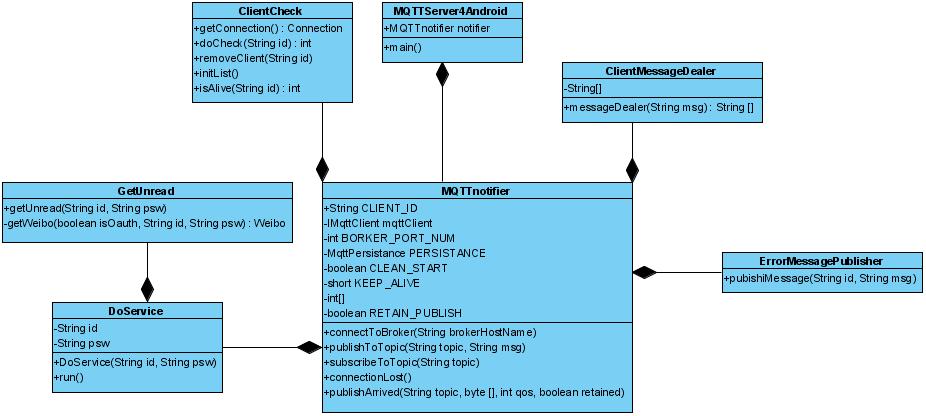 ClientCheck
+getConnection() : Connection
+doCheck(String id) : int
+removeClient(String id)
+initList()
+isAlive(String id) : int
MQTTServer4Android
+MQTTnotifier notifier
+main()
ClientMessageDealer
-String[]
+messageDealer(String msg) : String []
GetUnread
+getUnread(String id, String psw)
-getWeibo(boolean isOauth, String id, String psw) : Weibo
MQTTnotifier
+String CLIENT_ID
-IMqttClient mqttClient
-int BORKER_PORT_NUM
-MqttPersistance PERSISTANCE
-boolean CLEAN_START
-short KEEP_ALIVE
-int[]
-boolean RETAIN_PUBLISH
+connectToBroker(String brokerHostName)
+publishToTopic(String topic, String msg)
+subscribeToTopic(String topic)
+connectionLost()
+publishArrived(String topic, byte [], int qos, boolean retained)
ErrorMessagePublisher
+pubishiMessage(String id, String msg)
DoService
-String id
-String psw
+DoService(String id, String psw)
+run()